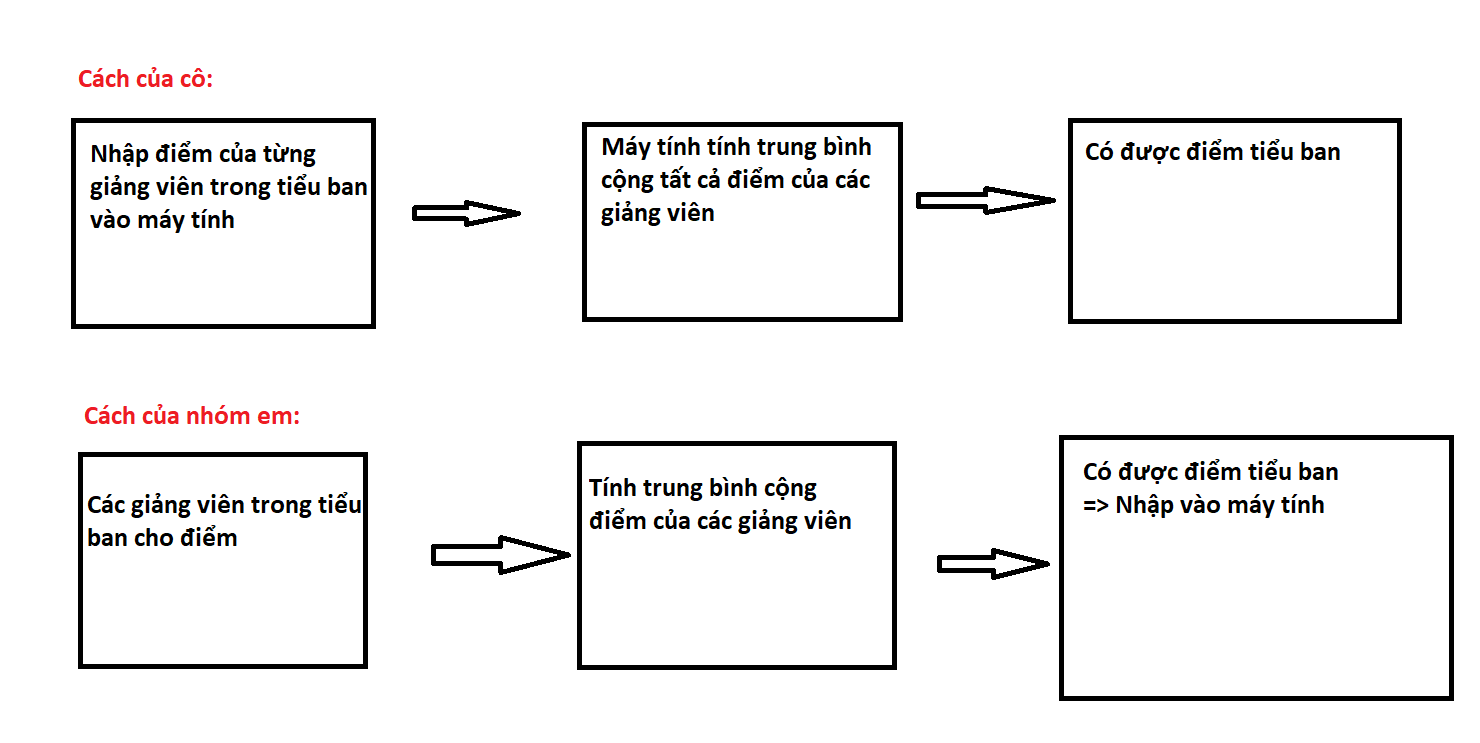 Cách của cô:
Nhập điểm của từng
giảng viên trong tiểu ban
vào máy tính
Máy tính tính trung bình
cộng tất cả điểm của các
giảng viên
Có được điểm tiểu ban
Cách của nhóm em:
Các giảng viên trong tiểu
ban cho điểm
Tính trung bình cộng
điểm của các giảng viên
Có được điểm tiểu ban
=> Nhập vào máy tính